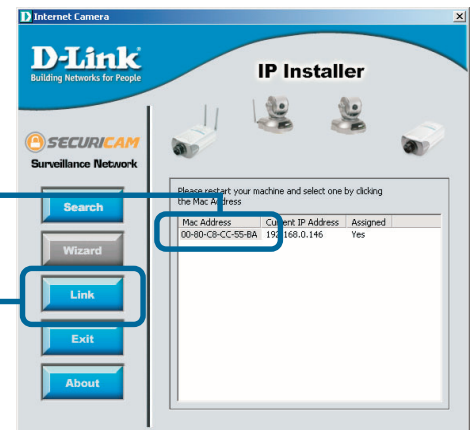 Internet Camera
D-Link
Building Networks for People
IP Installer
SECURICAM
Surveillance Network
Please restart your machine and select one by clicking
the Mac Address
Search
Mac Address Current IP Address Assigned
00-80-C8-CC-55-BA 192.168.0.146 Yes
Wizard
Link
Exit
About